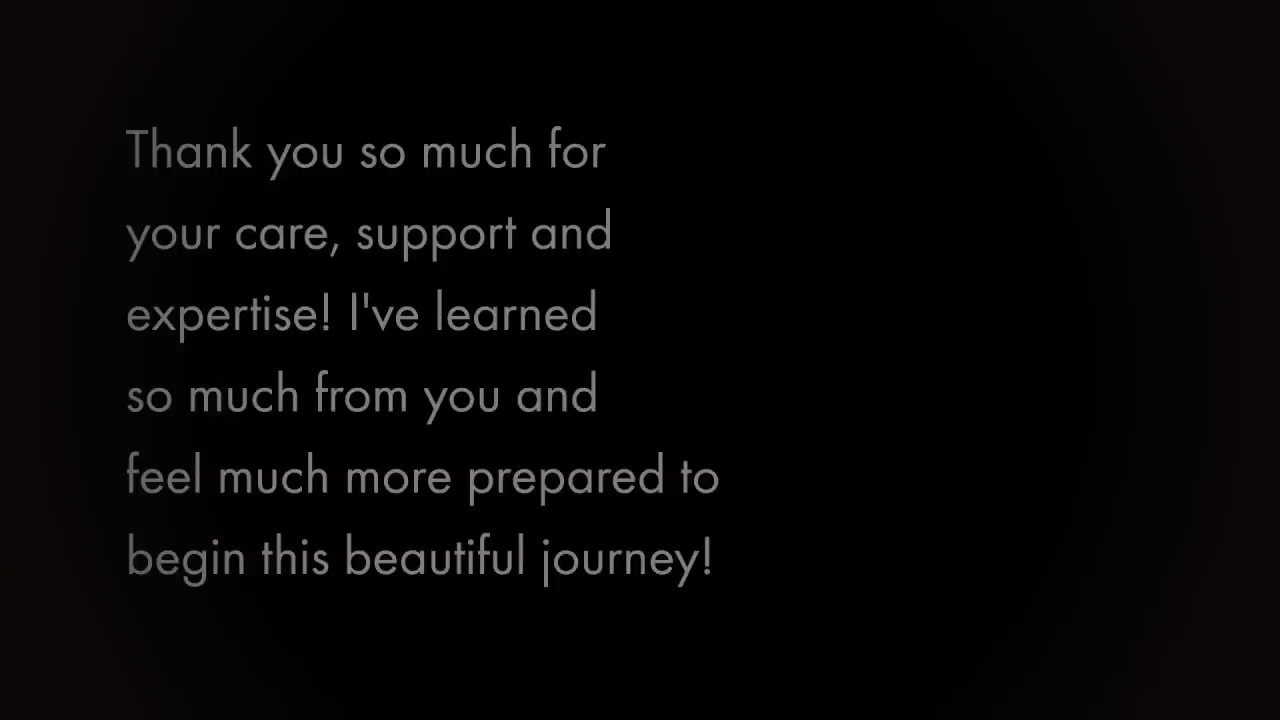 Thank you so much for
your care, support and
expertise! I've learned
so much from you and
feel much more prepared to
begin this beautiful journey!